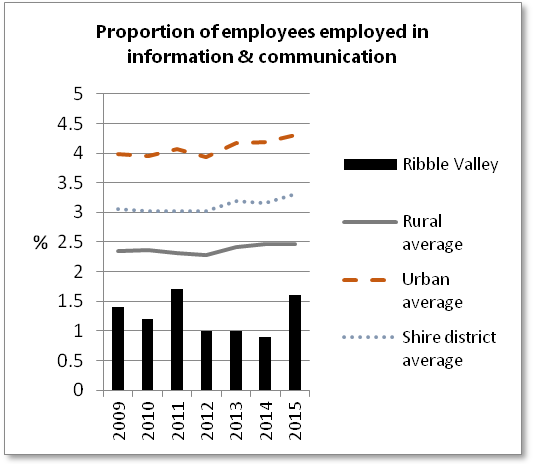 Proportion of employees employed in
information & communication
5
4.5
4
3.5
3
2.5
2
1.5
1
0.5
0
%
2009
2010
2011
2012
2013
2014
2015
Ribble Valley
Rural
average
Urban
average
Shire district
average